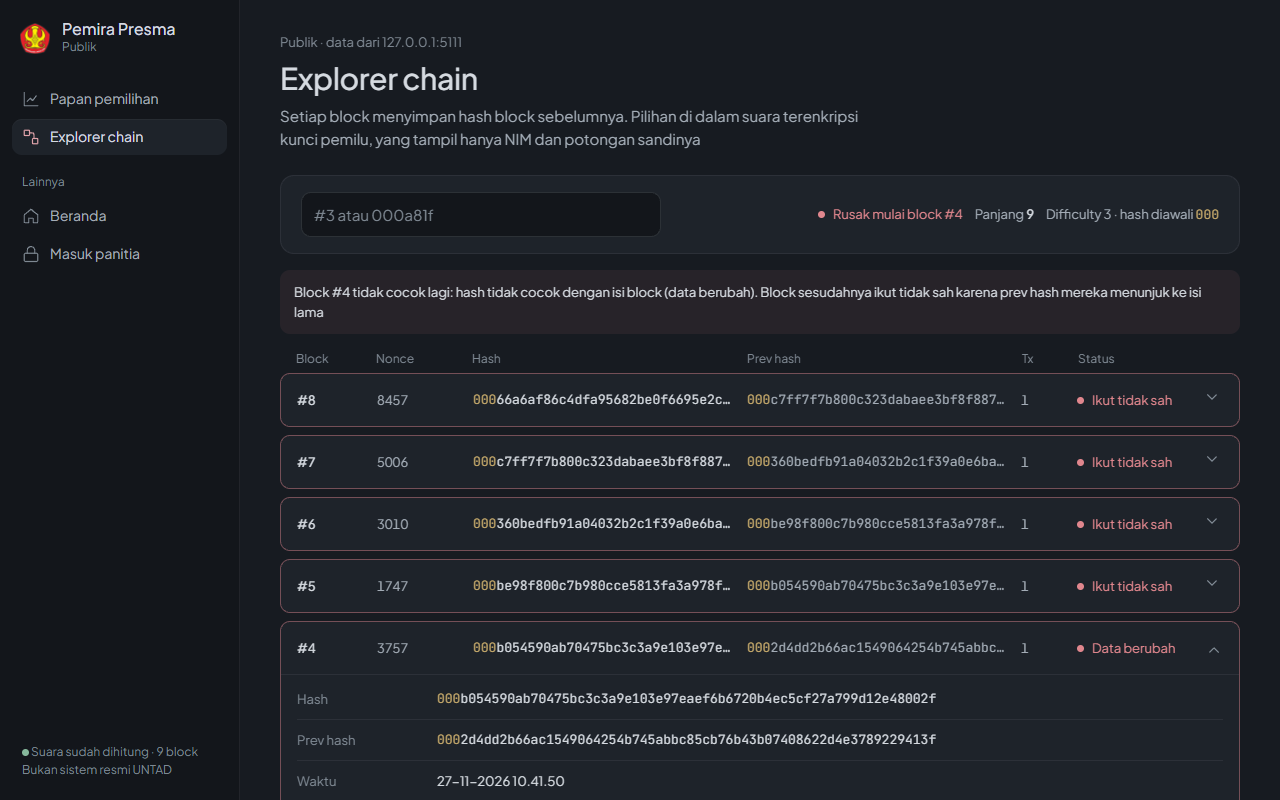 Pemira Presma
Publik
Papan pemilihan
Explorer chain
Lainnya
Beranda
Masuk panitia
Suara sudah dihitung · 9 block
Bukan sistem resmi UNTAD
Publik · data dari 127.0.0.1:5111
Explorer chain
Setiap block menyimpan hash block sebelumnya. Pilihan di dalam suara terenkripsi
kunci pemilu, yang tampil hanya NIM dan potongan sandinya
#3 atau 000a81f
Rusak mulai block #4 Panjang 9 Difficulty 3 · hash diawali 000
Block #4 tidak cocok lagi: hash tidak cocok dengan isi block (data berubah). Block sesudahnya ikut tidak sah karena prev hash mereka menunjuk ke isi
lama
Block Nonce Hash Prev hash Tx Status
#8 8457 00066a6af86c4dfa95682be0f6695e2c… 000c7ff7f7b800c323dabaee3bf8f887… 1 Ikut tidak sah
#7 5006 000c7ff7f7b800c323dabaee3bf8f887… 000360bedfb91a04032b2c1f39a0e6ba… 1 Ikut tidak sah
#6 3010 000360bedfb91a04032b2c1f39a0e6ba… 000be98f800c7b980cce5813fa3a978f… 1 Ikut tidak sah
#5 1747 000be98f800c7b980cce5813fa3a978f… 000b054590ab70475bc3c3a9e103e97e… 1 Ikut tidak sah
#4 3757 000b054590ab70475bc3c3a9e103e97e… 0002d4dd2b66ac1549064254b745abbc… 1 Data berubah
Hash 000b054590ab70475bc3c3a9e103e97eaef6b6720b4ec5cf27a799d12e48002f
Prev hash 0002d4dd2b66ac1549064254b745abbc85cb76b43b07408622d4e3789229413f
Waktu 27-11-2026 10.41.50